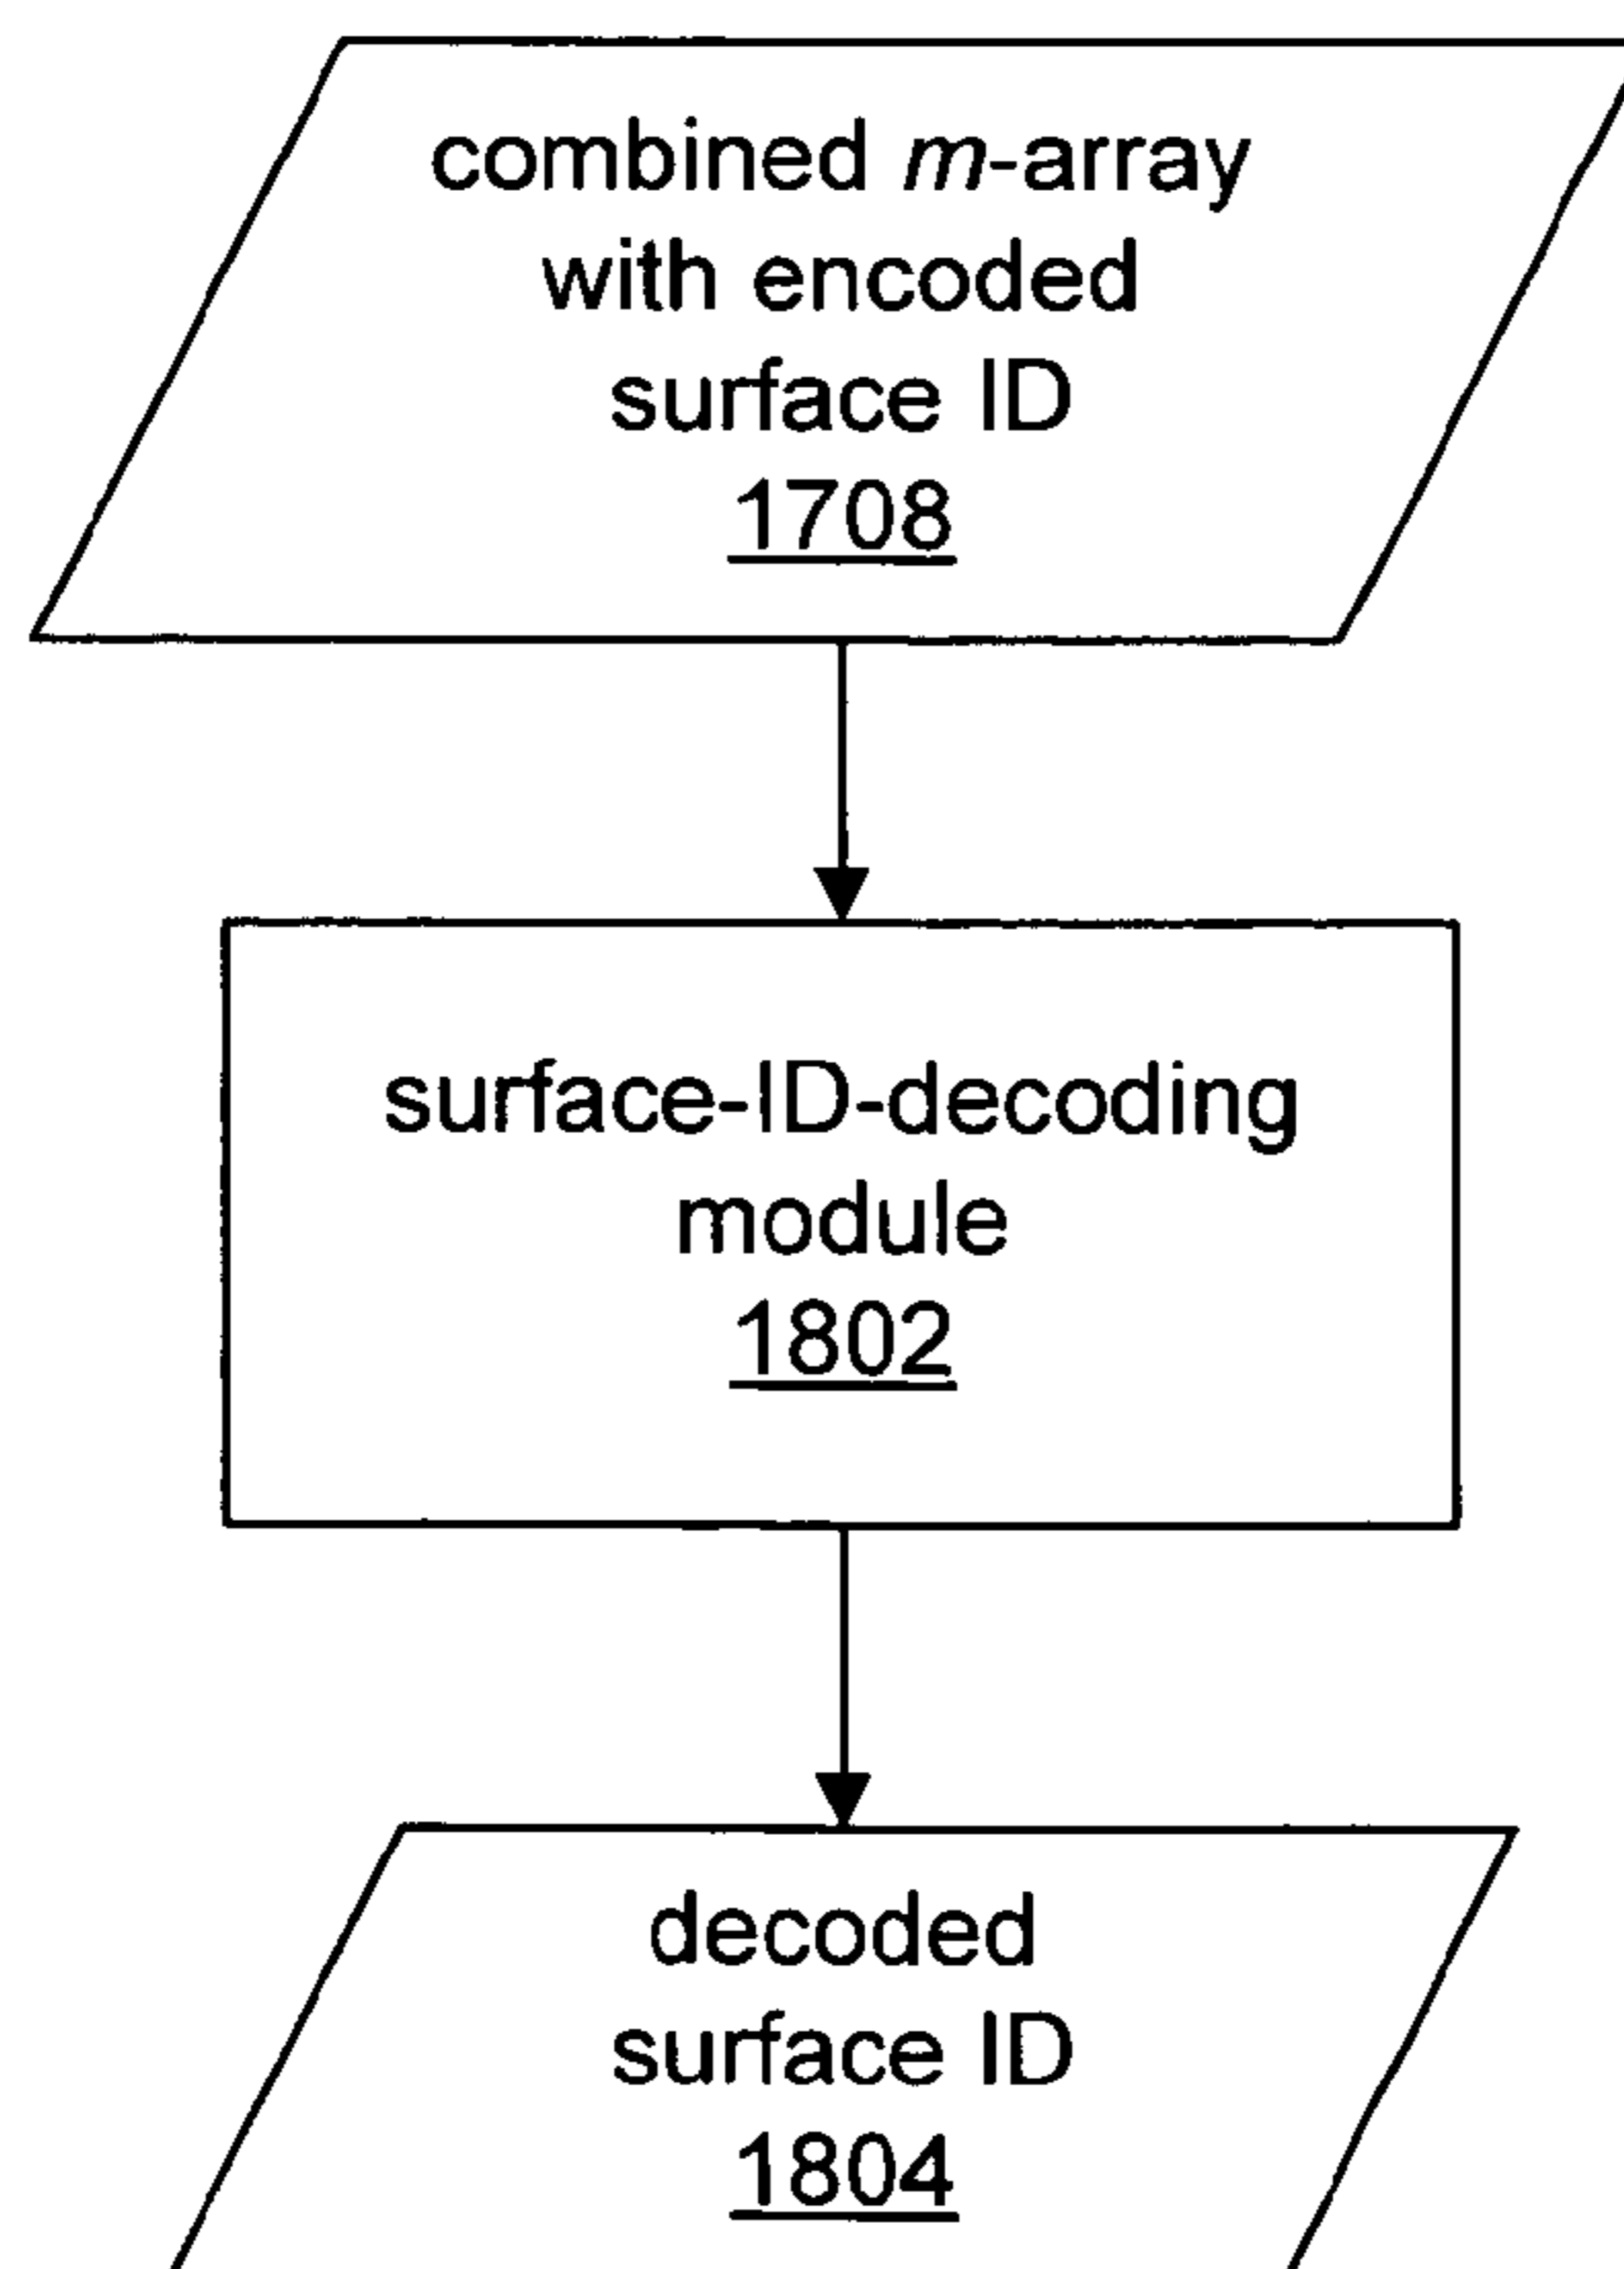 combined m-array
with encoded
surface ID
1708
surface-ID-decoding
module
1802
decoded
surface ID
1804